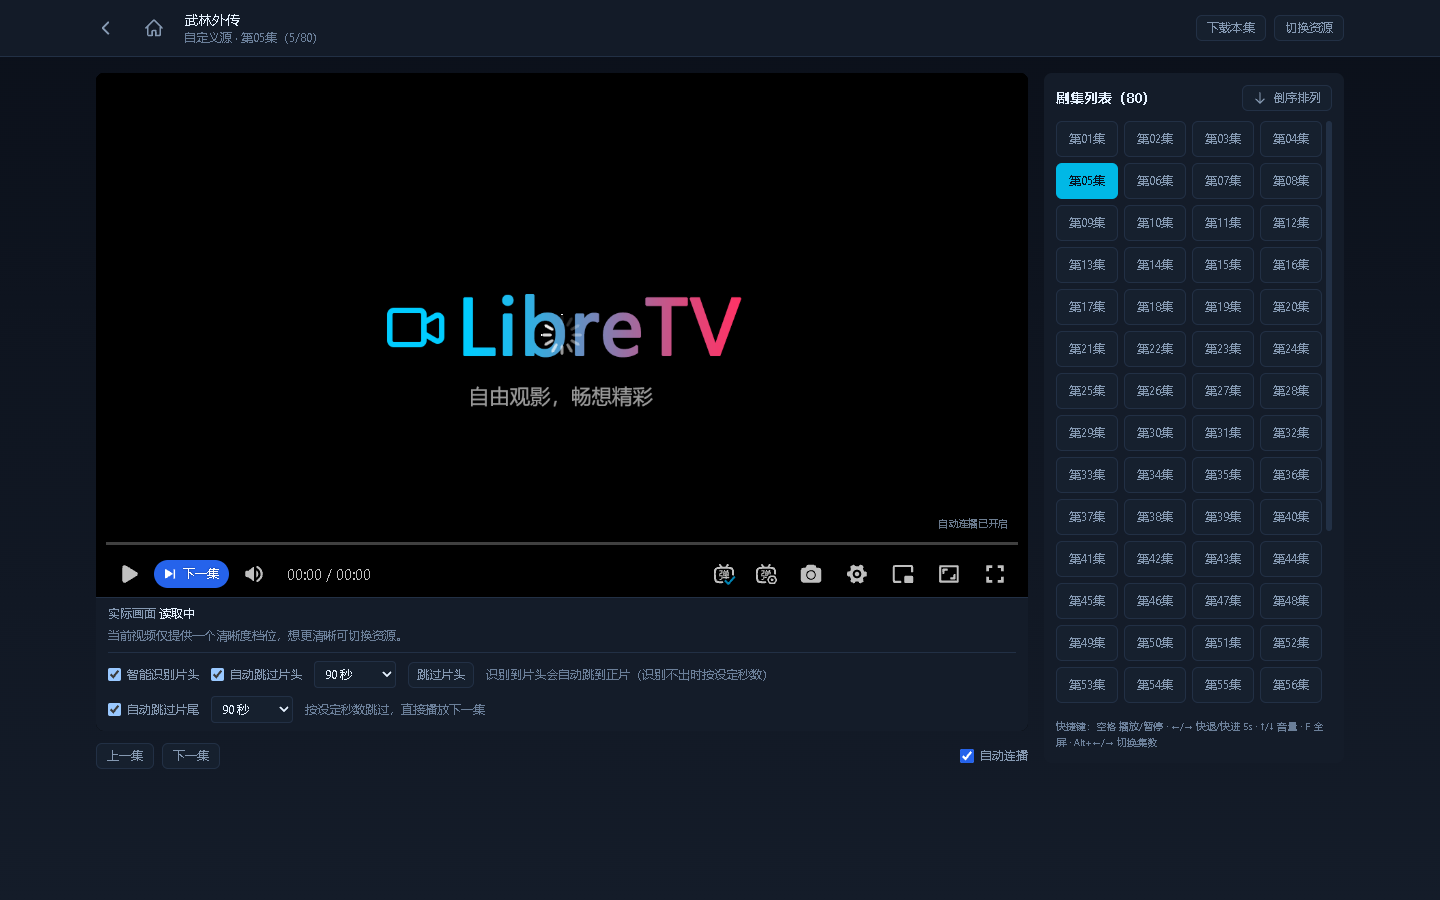 武林外传
自定义源 · 第05集 (5/80)
下载本集
切换资源
LibreTV
自由观影，畅想精彩
自动连播已开启
下一集
00:00 / 00:00
弹
弹
实际画面 读取中
当前视频仅提供一个清晰度档位，想更清晰可切换资源。
智能识别片头
自动跳过片头
90 秒
跳过片头
识别到片头会自动跳到正片（识别不出时按设定秒数）
自动跳过片尾
90 秒
按设定秒数跳过，直接播放下一集
上一集
下一集
自动连播
剧集列表（80）
倒序排列
第01集
第02集
第03集
第04集
第05集
第06集
第07集
第08集
第09集
第10集
第11集
第12集
第13集
第14集
第15集
第16集
第17集
第18集
第19集
第20集
第21集
第22集
第23集
第24集
第25集
第26集
第27集
第28集
第29集
第30集
第31集
第32集
第33集
第34集
第35集
第36集
第37集
第38集
第39集
第40集
第41集
第42集
第43集
第44集
第45集
第46集
第47集
第48集
第49集
第50集
第51集
第52集
第53集
第54集
第55集
第56集
快捷键：空格 播放/暂停 · ←/→ 快退/快进 5s · ↑/↓ 音量 · F 全
屏 · Alt+←/→ 切换集数